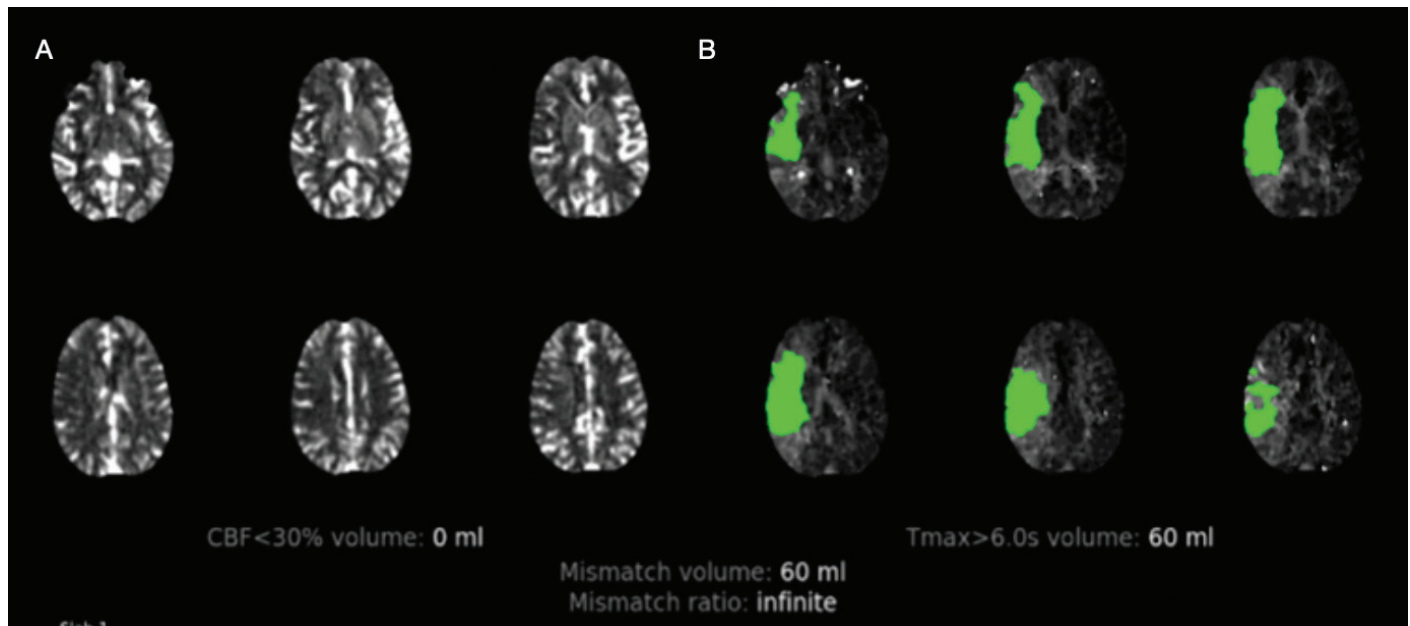 A
B
CBF<30% volume: 0 ml
Tmax>6.0s volume: 60 ml
Mismatch volume: 60 ml
Mismatch ratio: infinite